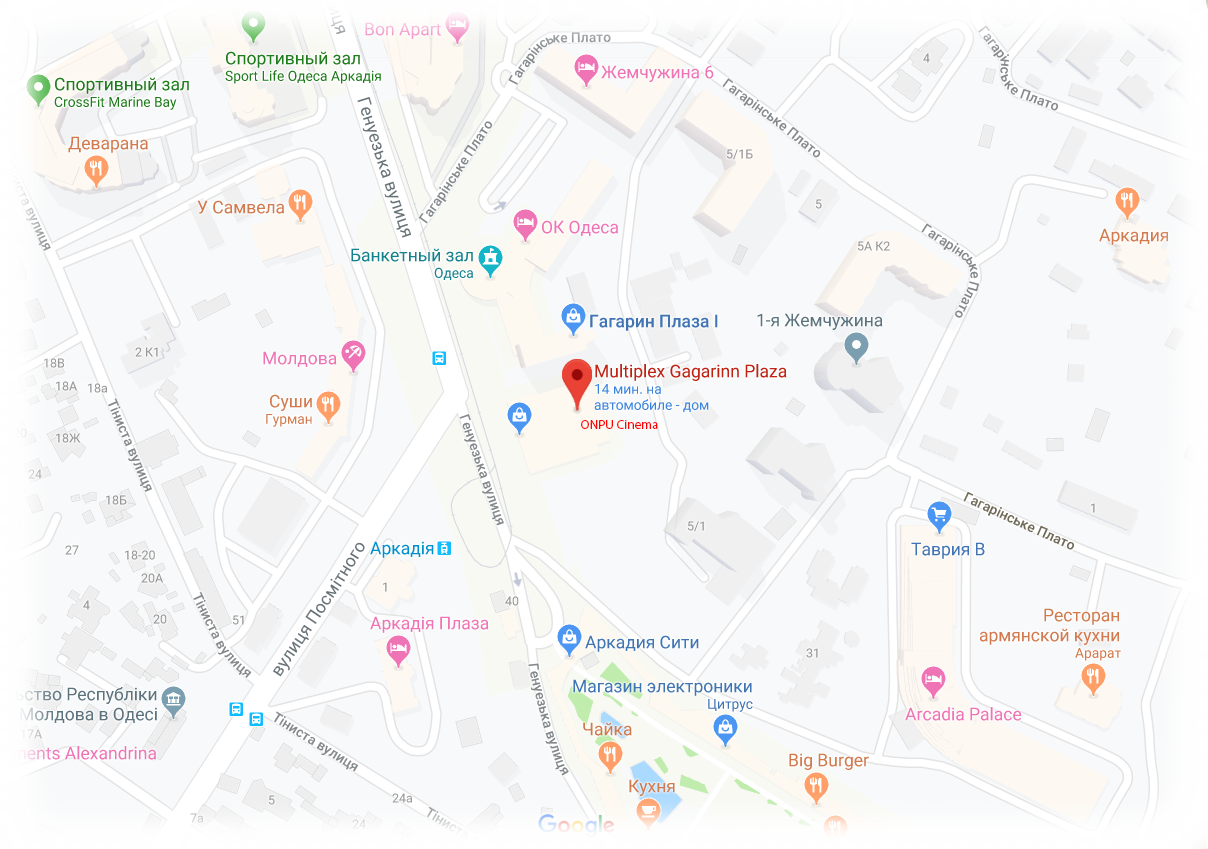 Bon Apart
Гагарінське Плато
Спортивный зал
Sport Life Одеса Аркадія
Жемчужина 6
4
Гагарінське Плато
Спортивный зал
CrossFit Marine Bay
Генуезька вулиця
Гагарінське Плато
Гагарінське Плато
Деварана
5/1Б
У Самвела
5
ОК Одеса
Аркадия
Гагарінське Плато
5А К2
Банкетный зал
Одеса
Гагарин Плаза I
1-я Жемчужина
2 К1
Молдова
18В
18А
18а
Multiplex Gagarinn Plaza
14 мин. на
автомобиле - дом
ONPU Cinema
Суши
Гурман
Тіниста вулиця
18Ж
Генуезька вулиця
24
18Б
5/1
Гагарінське Плато
1
27
18-20
20А
Аркадія
Таврия В
вулиця Посмітного
1
4
20
51
40
Тіниста вулиця
Аркадія Плаза
Аркадия Сити
31
Ресторан
армянской кухни
Арарат
ьство Республіки
Молдова в Одесі
17А
Генуезька вулиця
Магазин электроники
Цитрус
Arcadia Palace
Тіниста вулиця
Чайка
nents Alexandrina
Big Burger
Кухня
5
24а
7а
Тіниста
Google